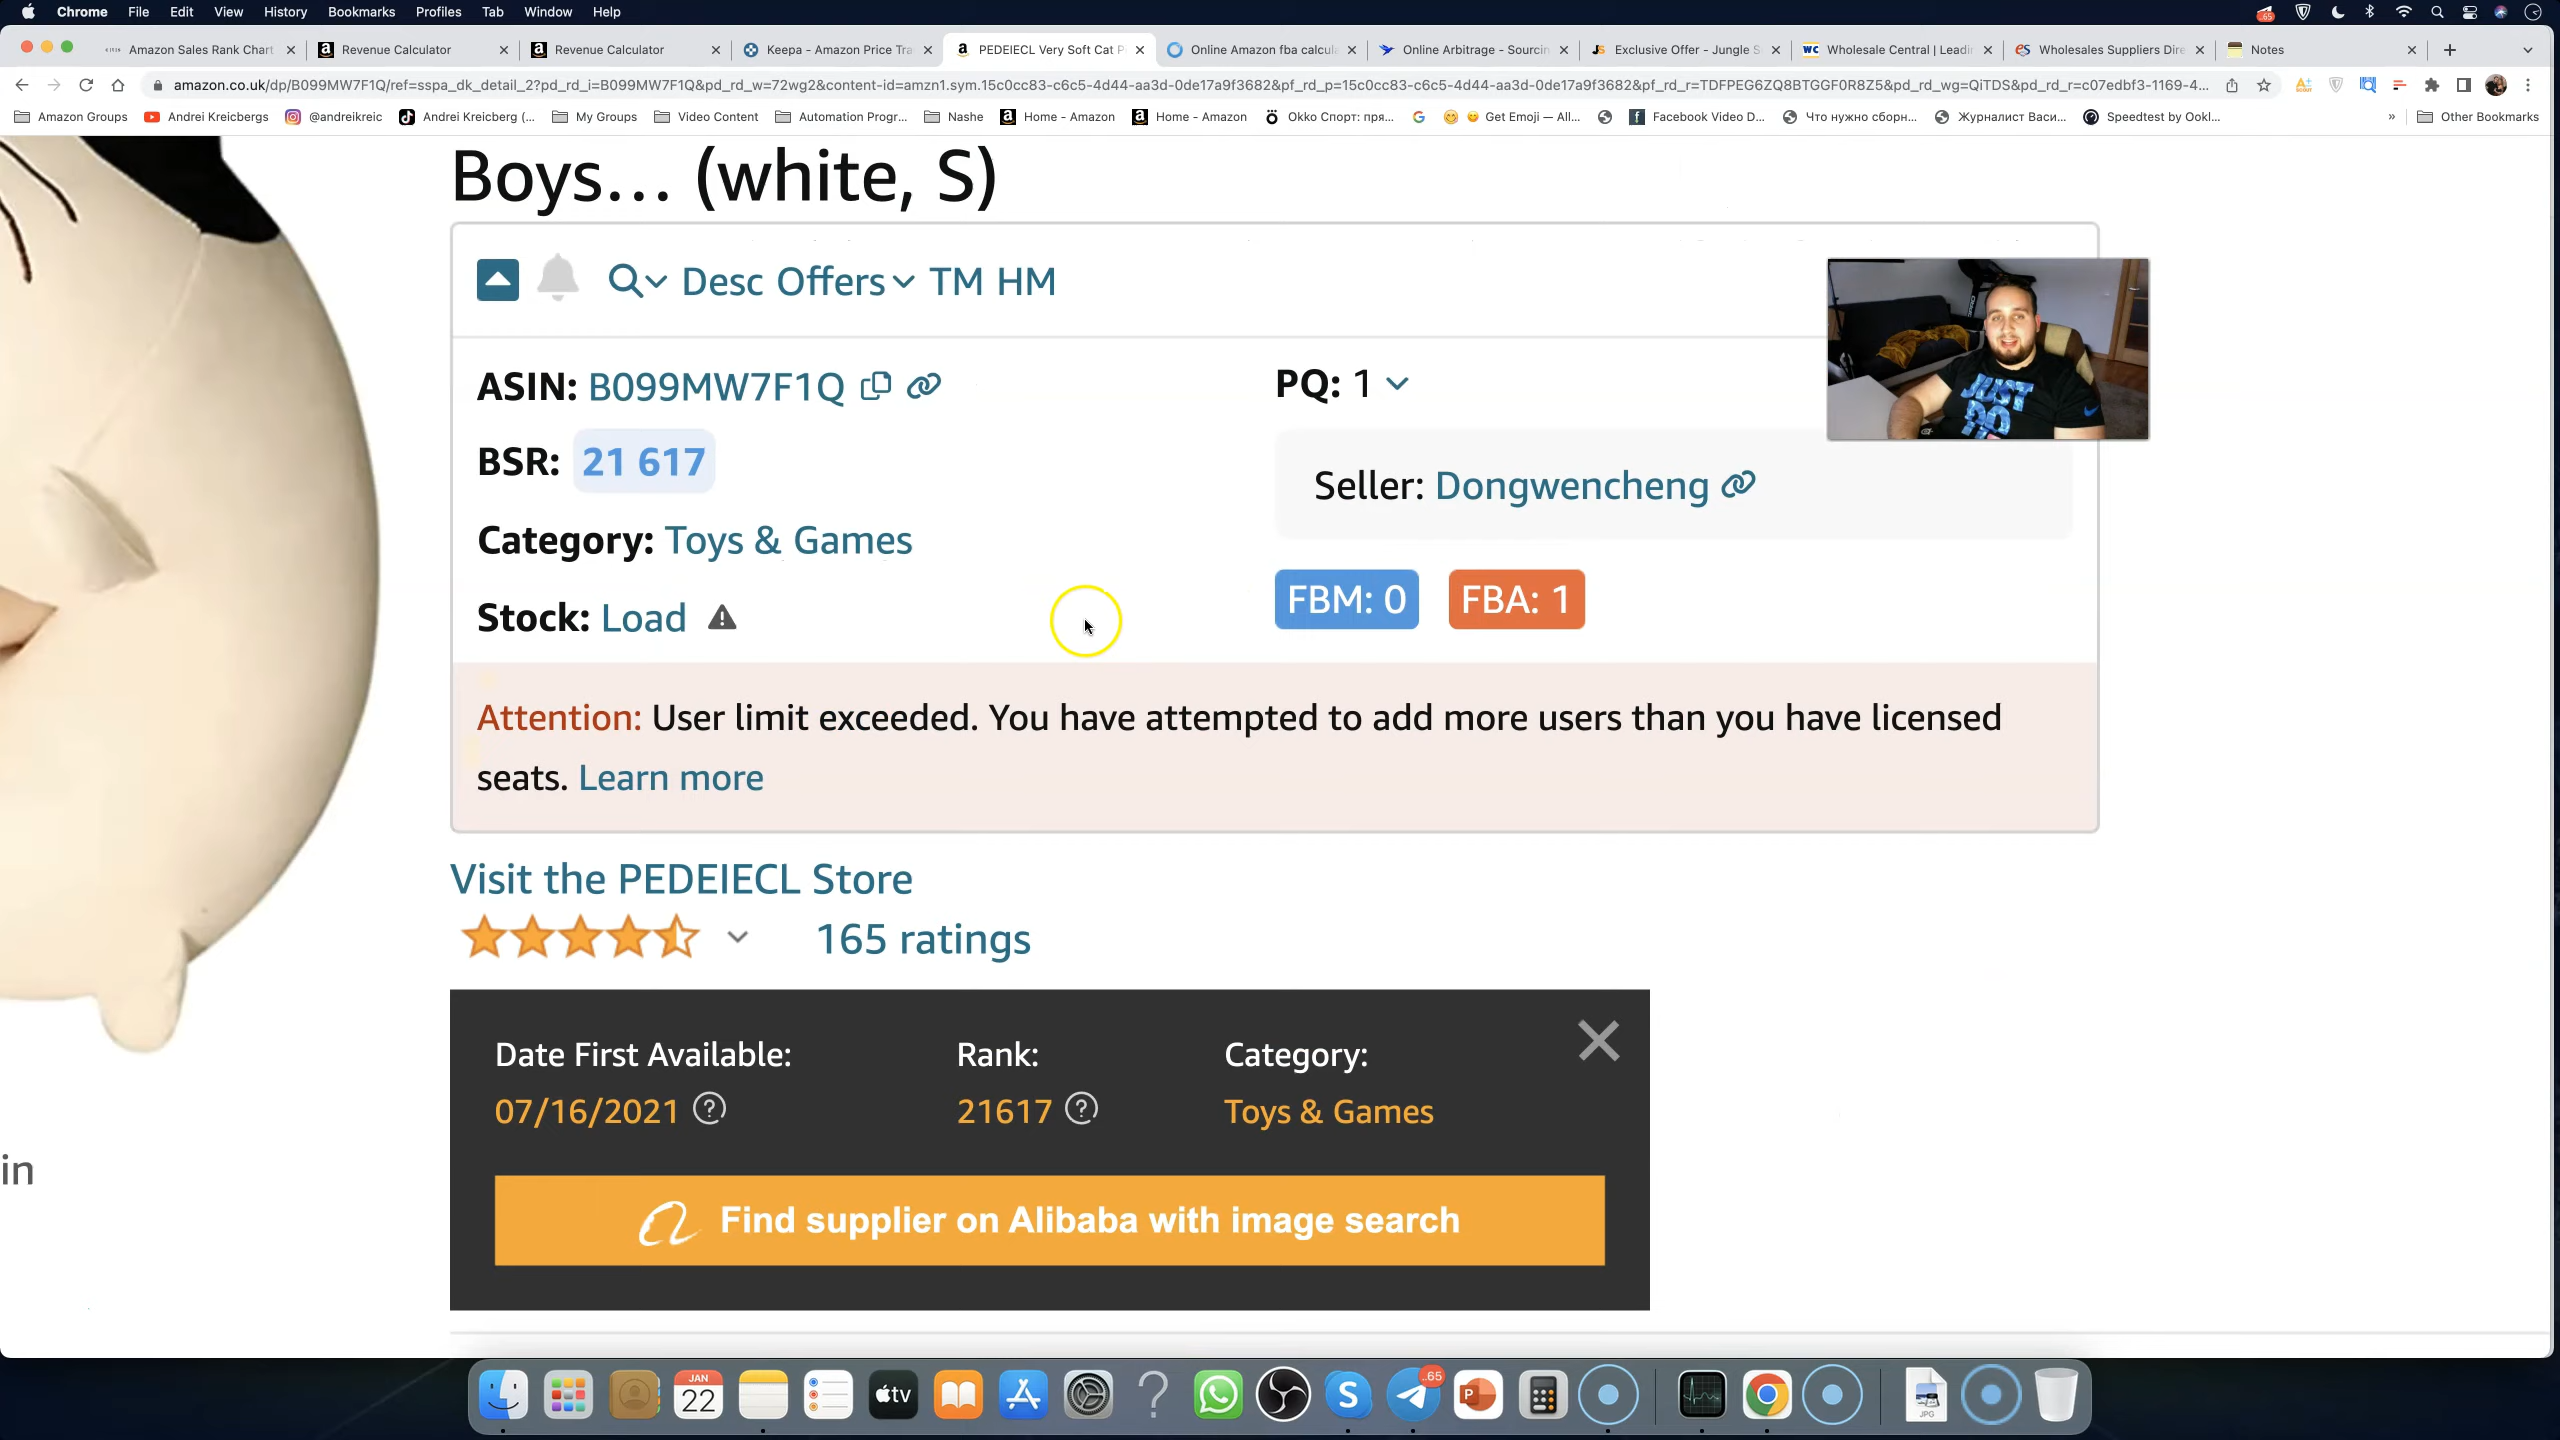 Chrome File Edit View History Bookmarks Profiles Tab Window Help
Amazon Sales Rank Chart Revenue Calculator Revenue Calculator Keepa - Amazon Price Tra PEDEIECL Very Soft Cat P Online Amazon fba calcul Online Arbitrage - Sourcin Exclusive Offer - Jungle S Wholesale Central | Leadi Wholesales Suppliers Dire Notes
amazon.co.uk/dp/B099MW7F1Q/ref=sspa_dk_detail_2?pd_rd_i=B099MW7F1Q&pd_rd_w=72wg2&content-id=amzn1.sym.15c0cc83-c6c5-4d44-aa3d-0de17a9f3682&pf_rd_p=15c0cc83-c6c5-4d44-aa3d-0de17a9f3682&pf_rd_r=TDFPEG6ZQ8BTGGF0R8Z5&pd_rd_wg=QiTDS&pd_rd_r=c07edbf3-1169-4...
Amazon Groups Andrei Kreicbergs @andreikreic Andrei Kreicberg (... My Groups Video Content Automation Progr... Nashe Home - Amazon Home - Amazon Okko Спорт: пря... Get Emoji — All... Facebook Video D... Что нужно сборн... Журналист Васи... Speedtest by Ookl... » Other Bookmarks
Boys… (white, S)
Desc Offers TM HM
ASIN: B099MW7F1Q
PQ: 1
BSR: 21 617
Seller: Dongwencheng
Category: Toys & Games
FBM: 0 FBA: 1
Stock: Load
Attention: User limit exceeded. You have attempted to add more users than you have licensed
seats. Learn more
Visit the PEDEIECL Store
165 ratings
Date First Available: Rank: Category:
07/16/2021 21617 Toys & Games
in
Find supplier on Alibaba with image search
JUST
DO
JAN
22
tv
65
JPG